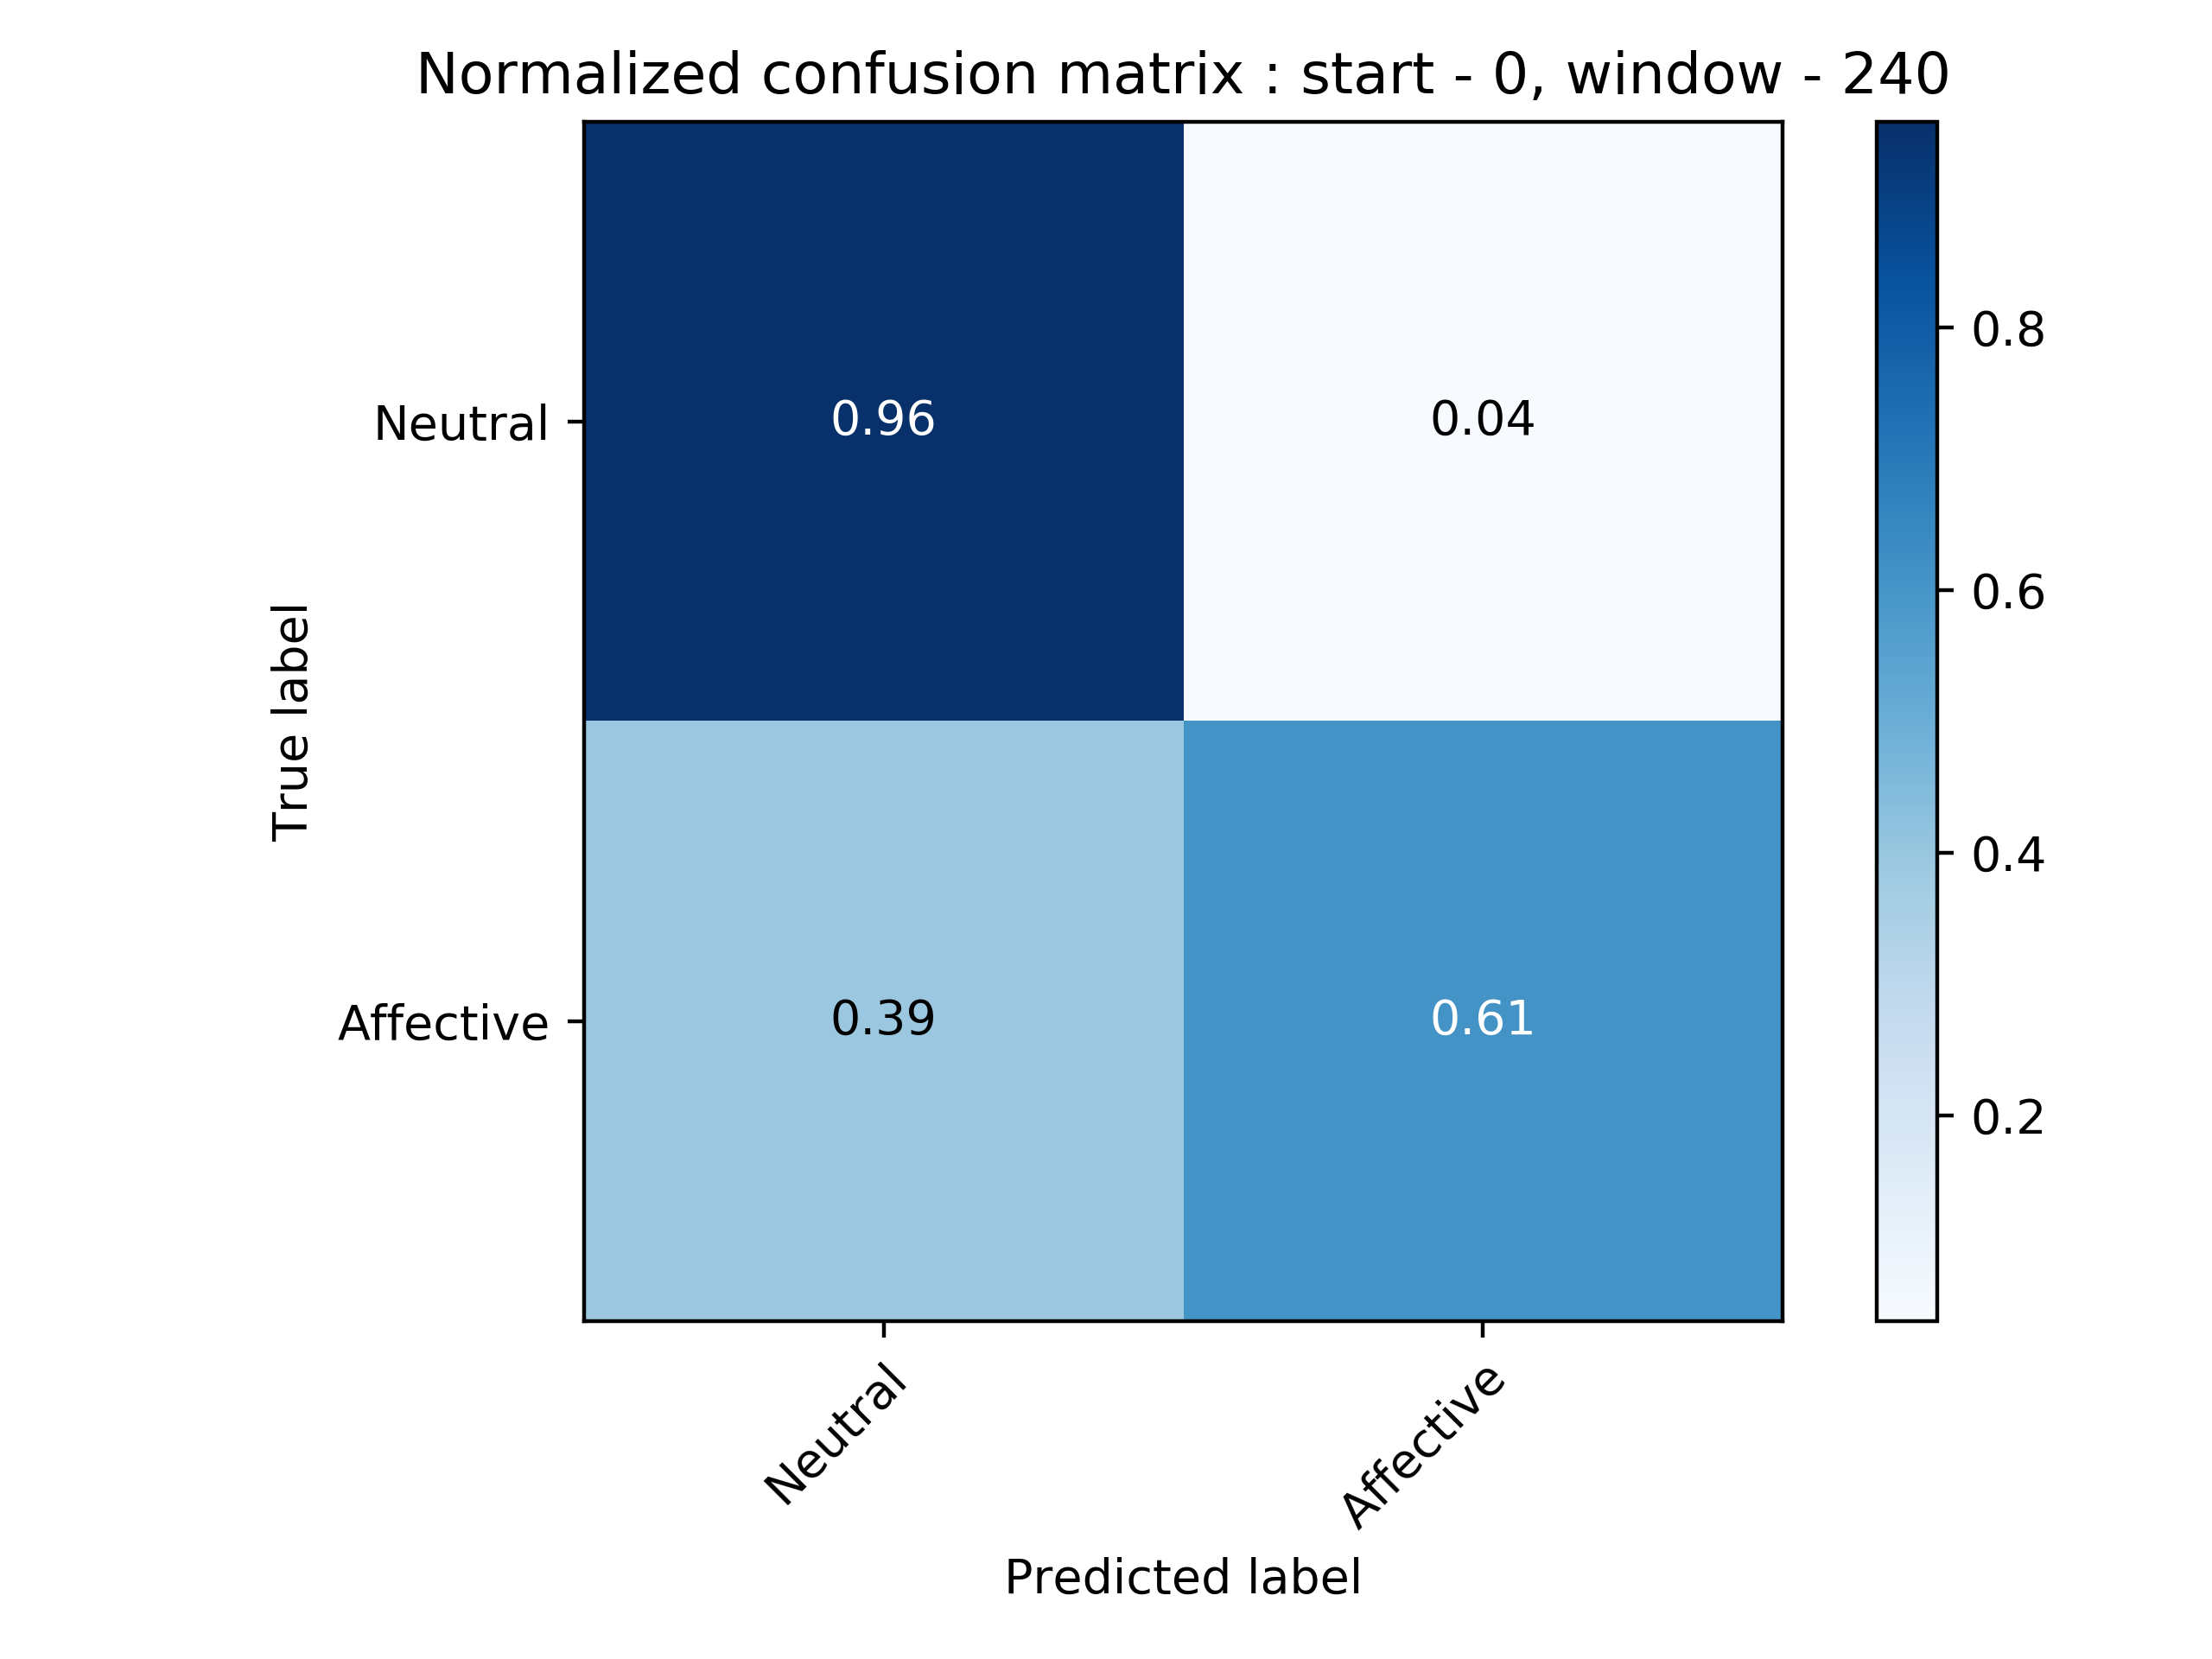 Normalized confusion matrix : start - 0, window - 240
True label
Neutral
0.96
0.04
Affective
0.39
0.61
Neutral
Affective
Predicted label
0.8
0.6
0.4
0.2